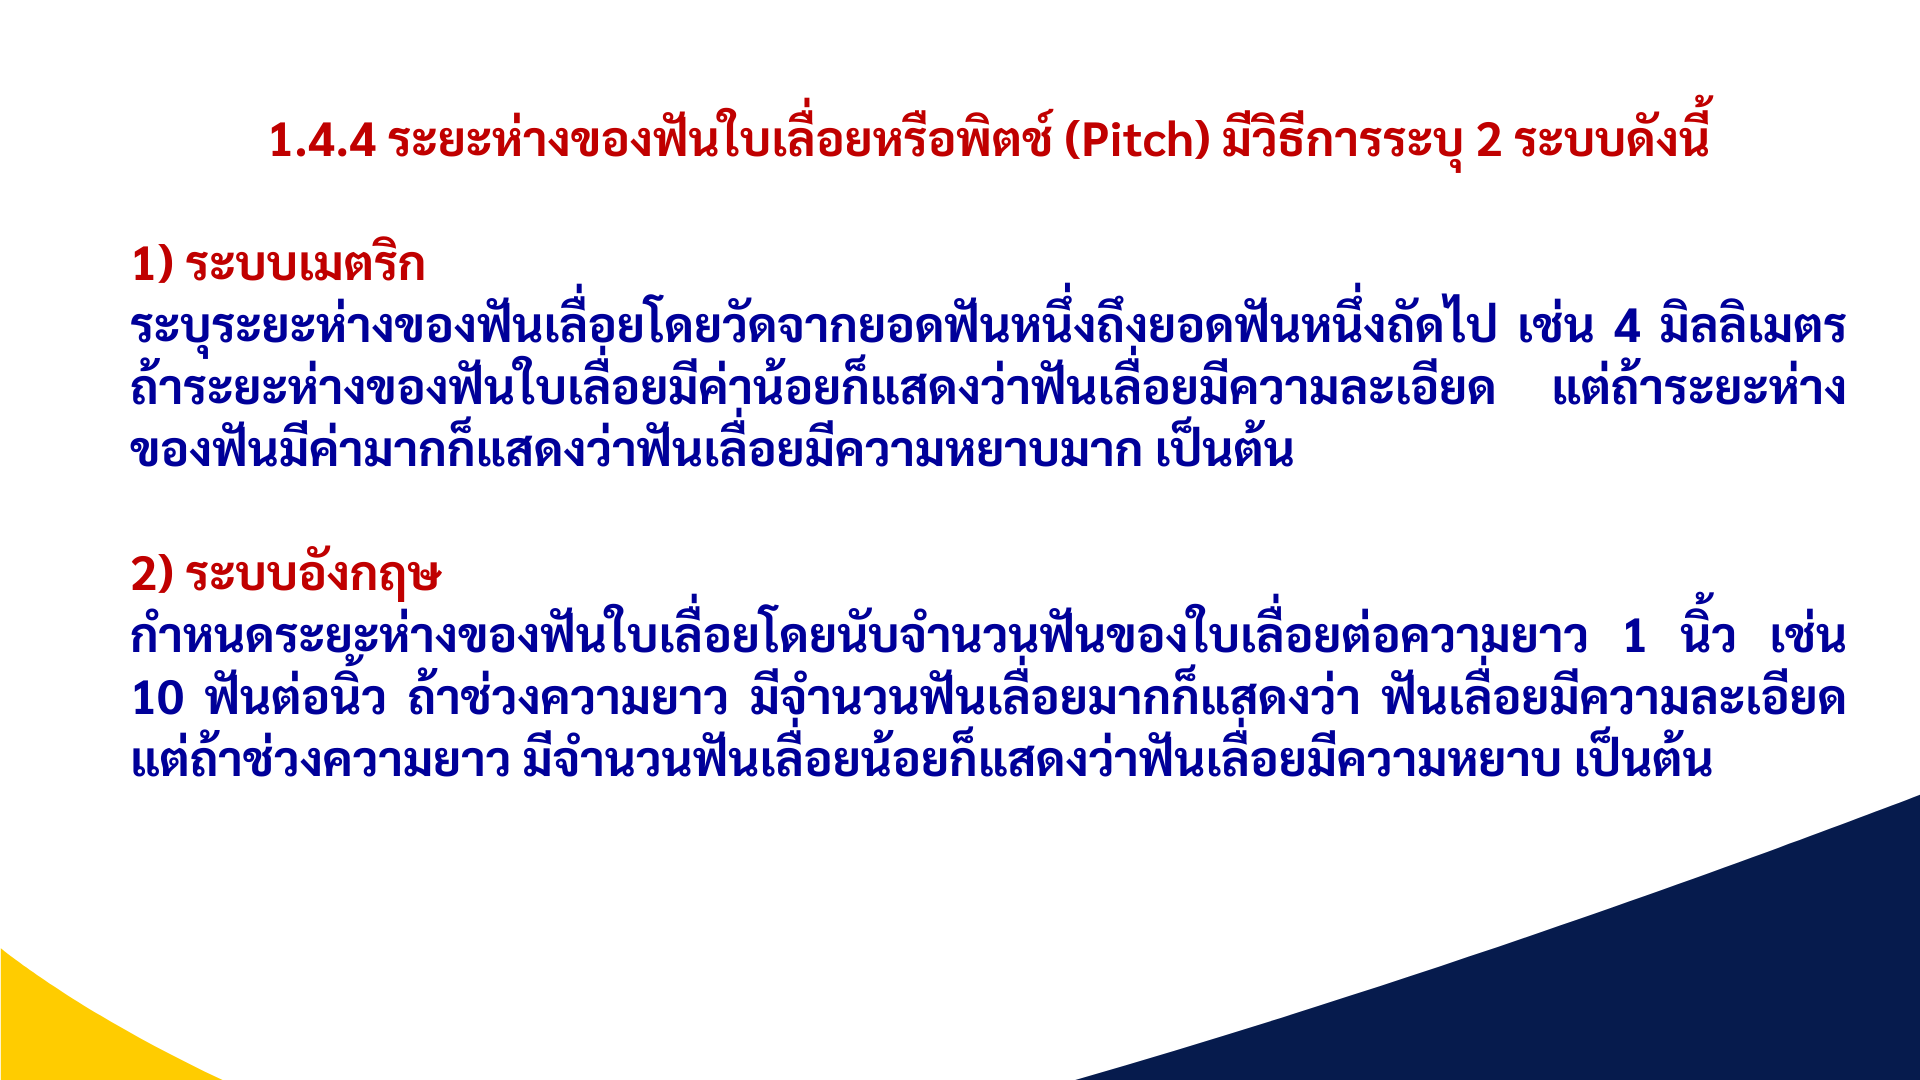 1.4.4 ระยะห่างของฟันใบเลื่อยหรือพิตช์ (Pitch) มีวิธีการระบุ 2 ระบบดังนี้
1) ระบบเมตริก
ระบุระยะห่างของฟันเลื่อยโดยวัดจากยอดฟันหนึ่งถึงยอดฟันหนึ่งถัดไป เช่น 4 มิลลิเมตร
ถ้าระยะห่างของฟันใบเลื่อยมีค่าน้อยก็แสดงว่าฟันเลื่อยมีความละเอียด แต่ถ้าระยะห่าง
ของฟันมีค่ามากก็แสดงว่าฟันเลื่อยมีความหยาบมาก เป็นต้น
2) ระบบอังกฤษ
กำหนดระยะห่างของฟันใบเลื่อยโดยนับจำนวนฟันของใบเลื่อยต่อความยาว 1 นิ้ว เช่น
10 ฟันต่อนิ้ว ถ้าช่วงความยาว มีจำนวนฟันเลื่อยมากก็แสดงว่า ฟันเลื่อยมีความละเอียด
แต่ถ้าช่วงความยาว มีจำนวนฟันเลื่อยน้อยก็แสดงว่าฟันเลื่อยมีความหยาบ เป็นต้น